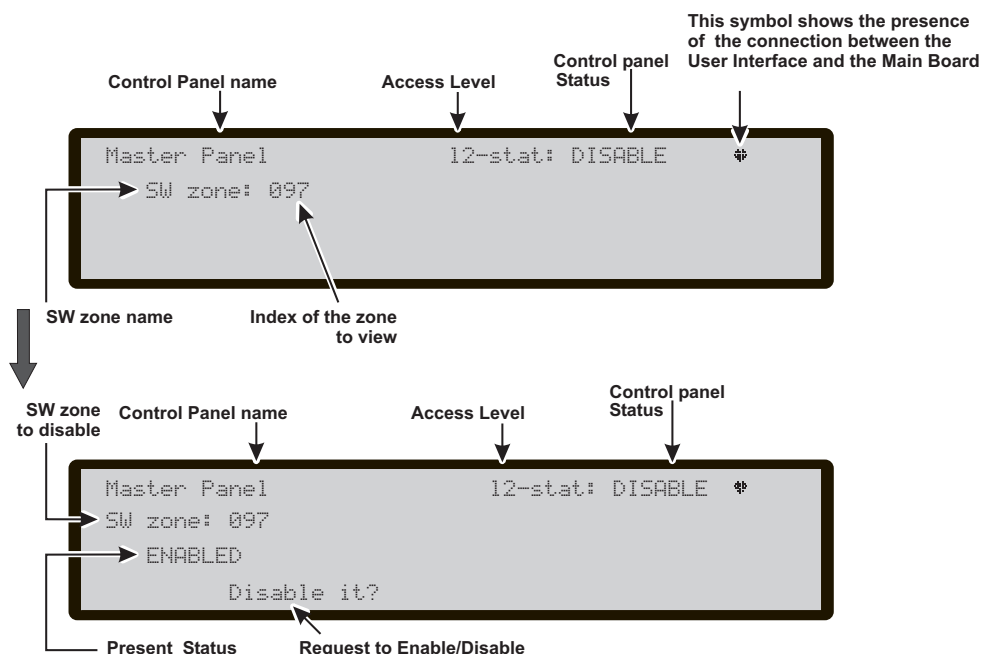 This symbol shows the presence
of the connection between the
User Interface and the Main Board
Control panel
Status
Control Panel name
Access Level
Master Panel l2-stat: DISABLE
SW zone: 097
SW zone name
Index of the zone
to view
SW zone
to disable
Control Panel name
Access Level
Control panel
Status
Master Panel l2-stat: DISABLE
SW zone: 097
ENABLED
Disable it?
Present Status
Request to Enable/Disable